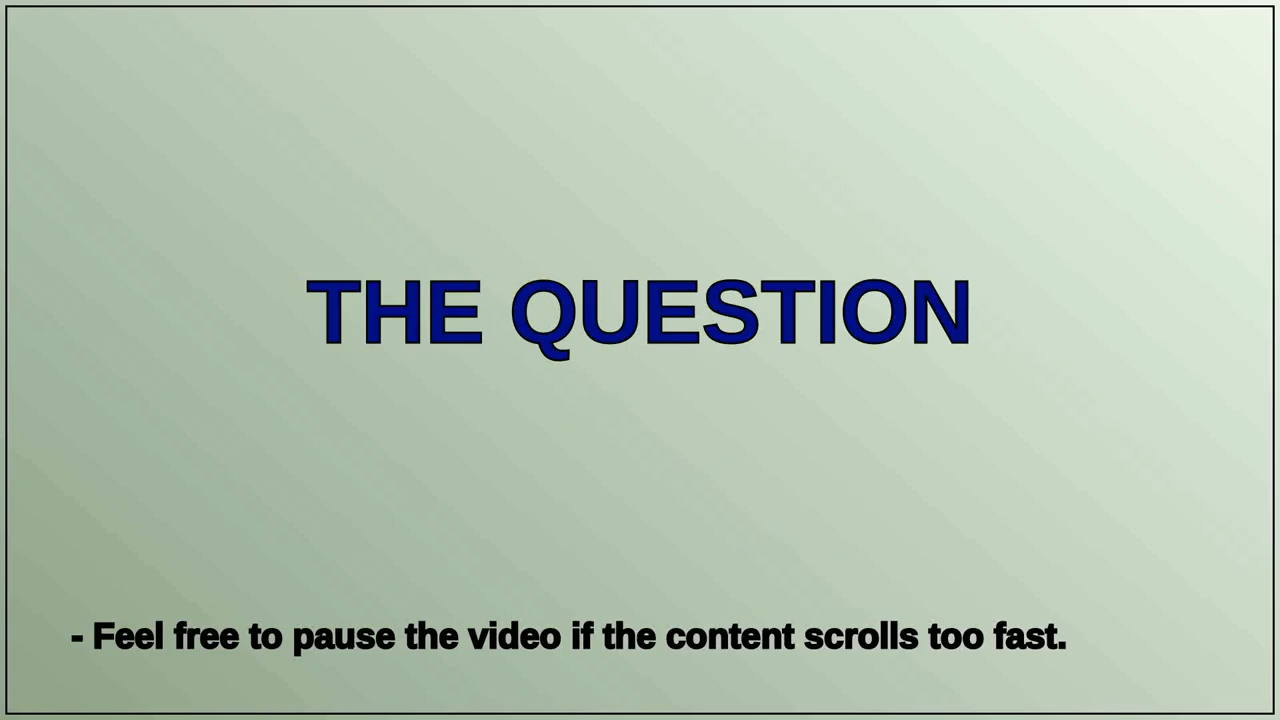 THE QUESTION
- Feel free to pause the video if the content scrolls too fast.